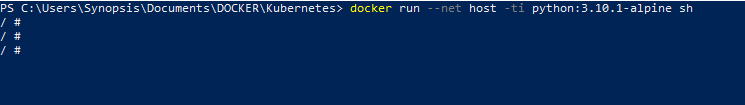 PS C:\Users\Synopsis\Documents\DOCKER\Kubernetes> docker run --net host -ti python:3.10.1-alpine sh
/ #
/ #
/ #